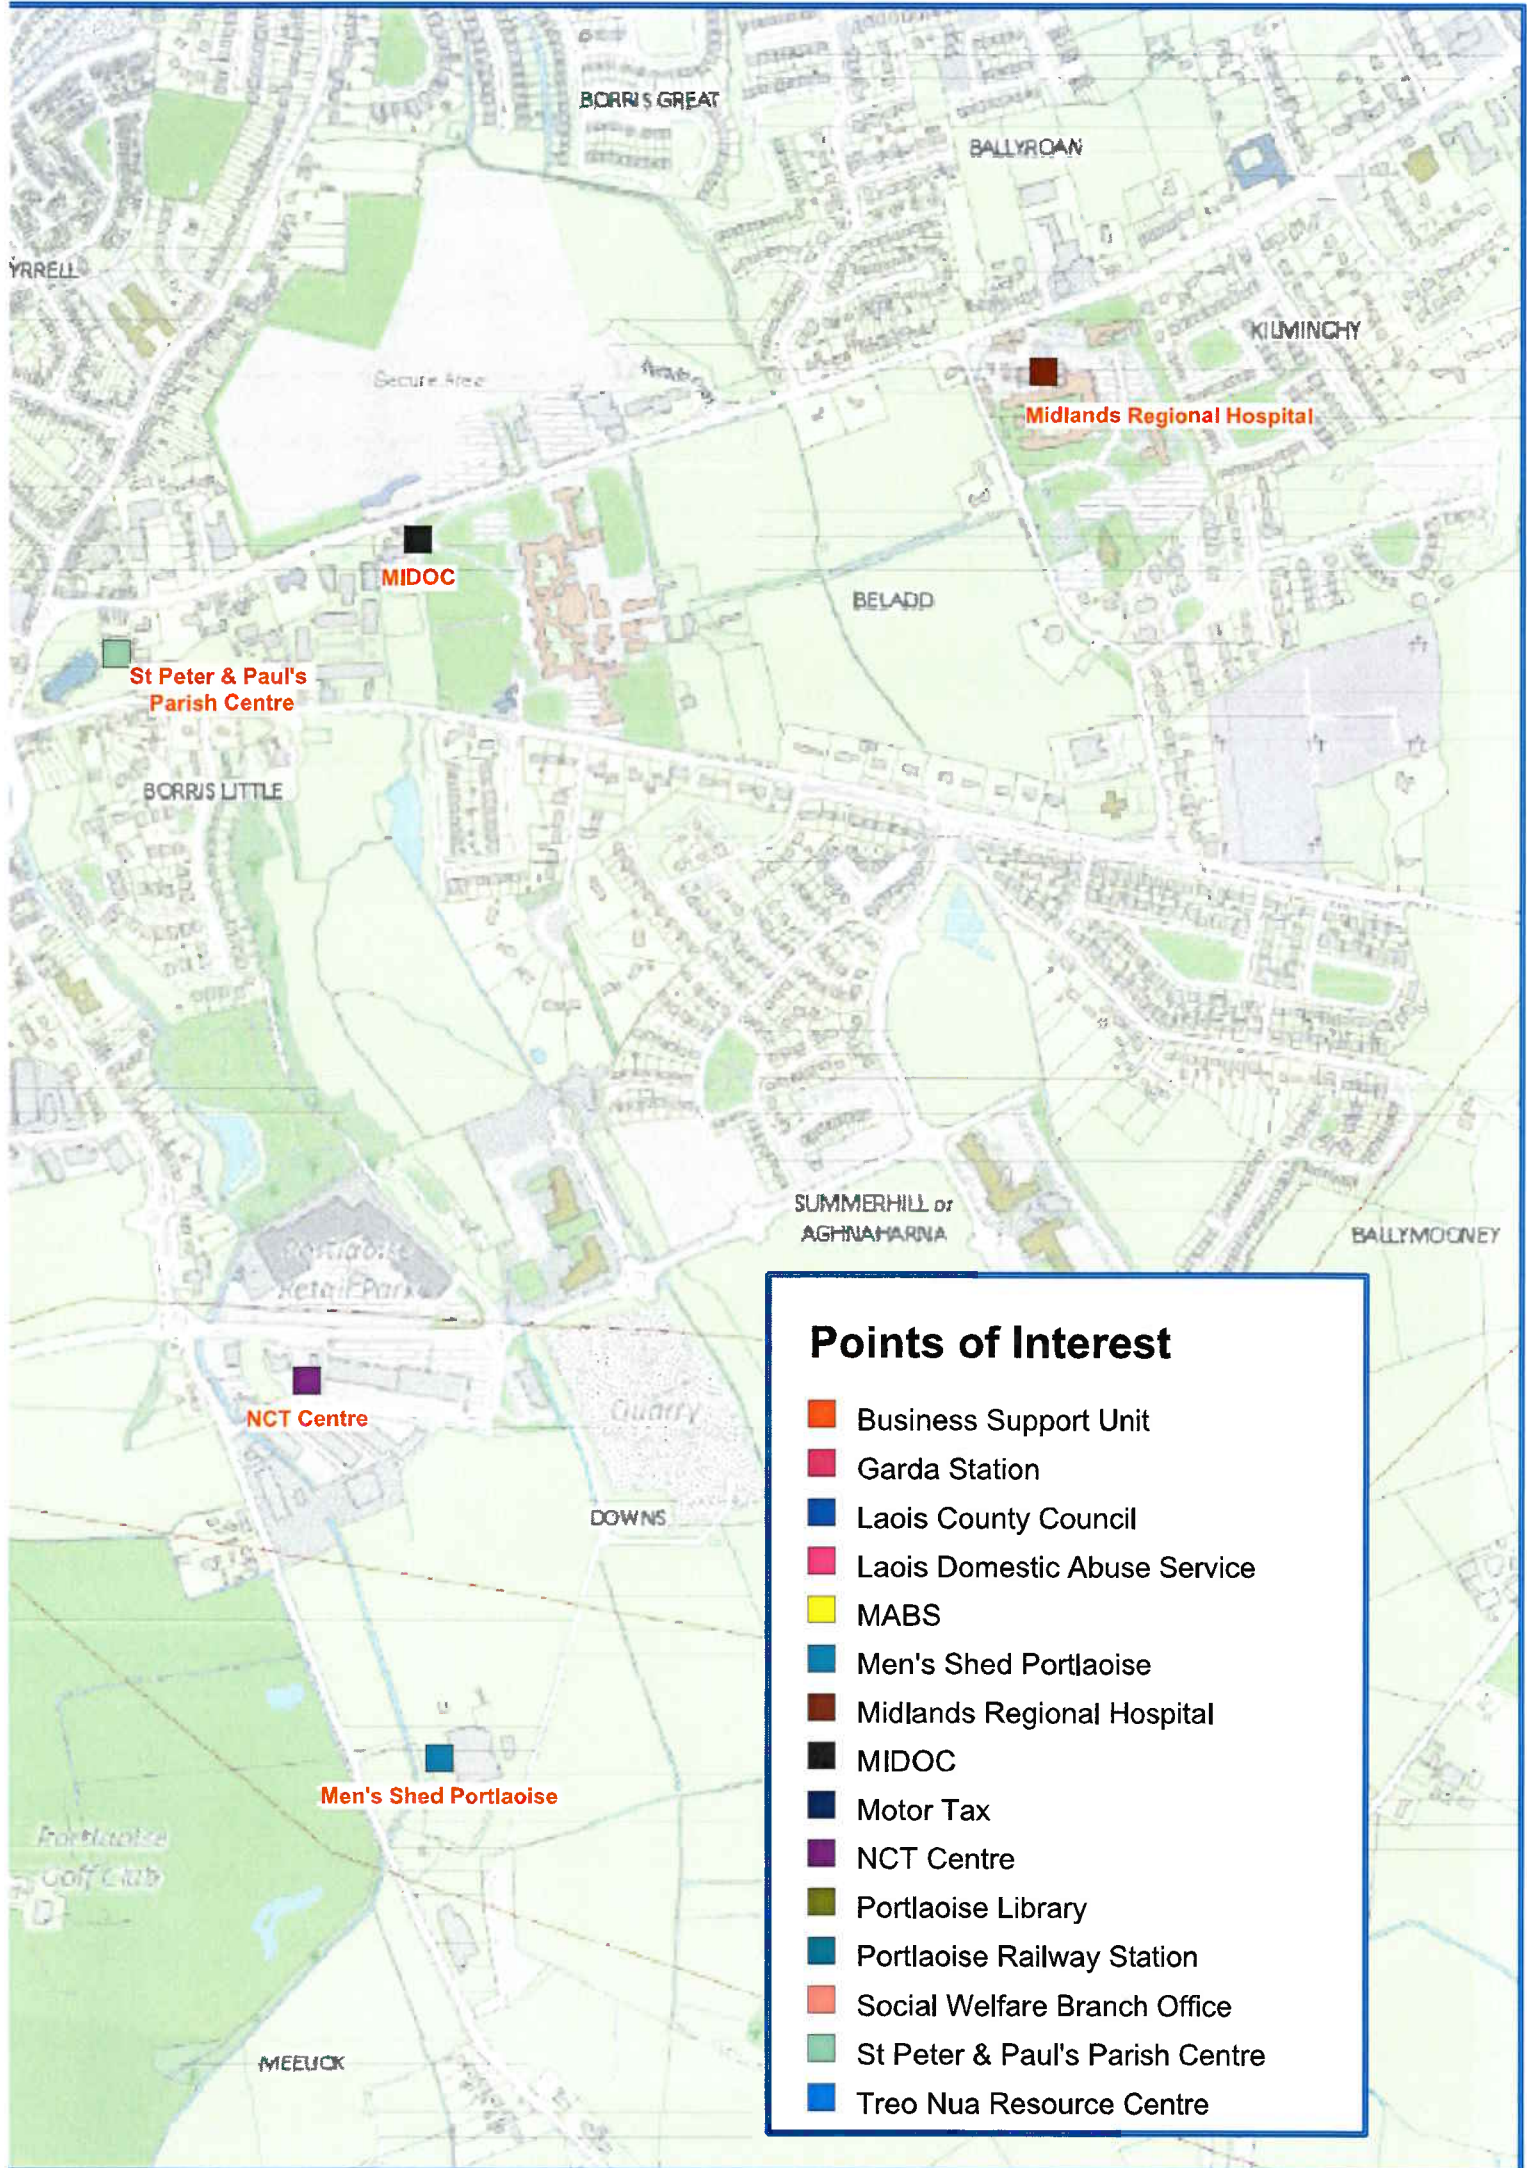 BORRIS GREAT
BALLYROAN
YRRELL
KILMINCHY
Secure Area
Midlands Regional Hospital
MIDOC
BELADD
St Peter & Paul's
Parish Centre
BORRIS LITTLE
SUMMERHILL or
AGHNAHARNA
BALLYMOONEY
Portlaoise
Retail Park
NCT Centre
Quarry
DOWNS
Men's Shed Portlaoise
Portlaoise
Golf Club
MEELICK
Points of Interest
Business Support Unit
Garda Station
Laois County Council
Laois Domestic Abuse Service
MABS
Men's Shed Portlaoise
Midlands Regional Hospital
MIDOC
Motor Tax
NCT Centre
Portlaoise Library
Portlaoise Railway Station
Social Welfare Branch Office
St Peter & Paul's Parish Centre
Treo Nua Resource Centre